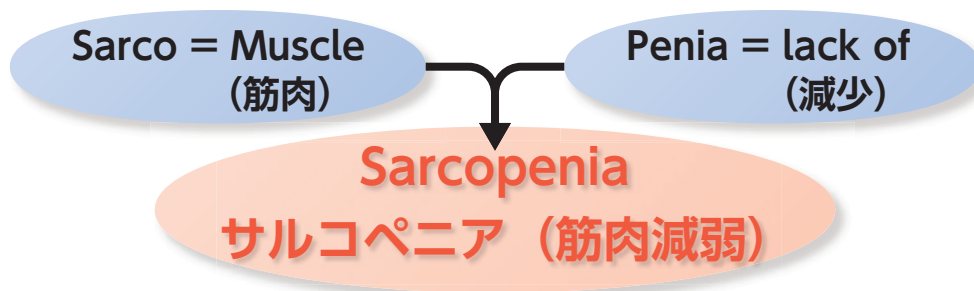 Sarco = Muscle
(筋肉)
Penia = lack of
(減少)
Sarcopenia
サルコペニア（筋肉減弱）